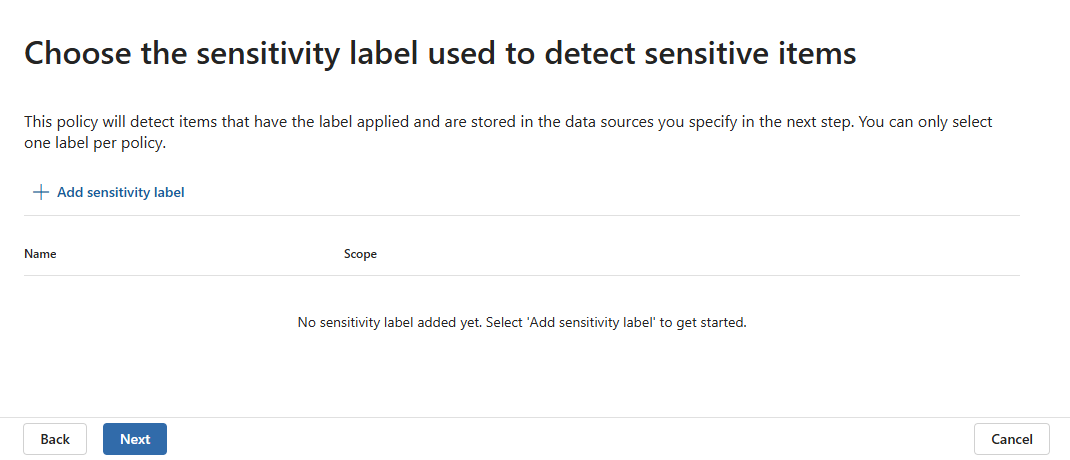 Choose the sensitivity label used to detect sensitive items
This policy will detect items that have the label applied and are stored in the data sources you specify in the next step. You can only select
one label per policy.
Add sensitivity label
Name Scope
No sensitivity label added yet. Select 'Add sensitivity label' to get started.
Back Next Cancel